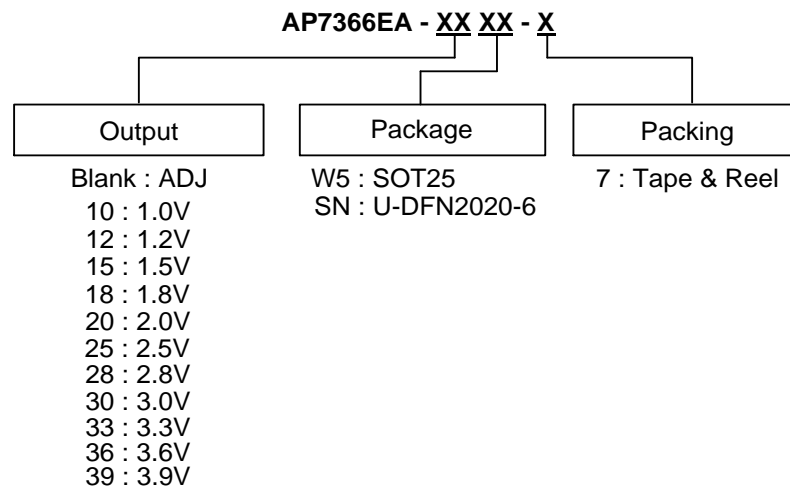 AP7366EA - XX XX - X
Output
Package
Packing
Blank : ADJ
10 : 1.0V
12 : 1.2V
15 : 1.5V
18 : 1.8V
20 : 2.0V
25 : 2.5V
28 : 2.8V
30 : 3.0V
33 : 3.3V
36 : 3.6V
39 : 3.9V
W5 : SOT25
SN : U-DFN2020-6
7 : Tape & Reel